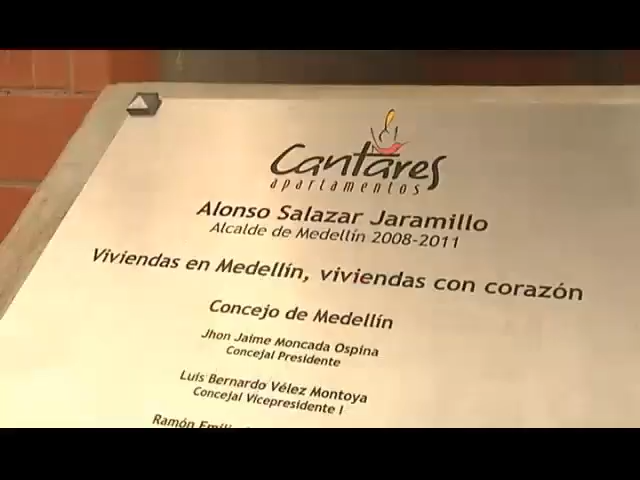 Cantares
apartamentos
Alonso Salazar Jaramillo
Alcalde de Medellín 2008-2011
Viviendas en Medellín, viviendas con corazón
Concejo de Medellín
Jhon Jaime Moncada Ospina
Concejal Presidente
Luis Bernardo Vélez Montoya
Concejal Vicepresidente I
Ramón